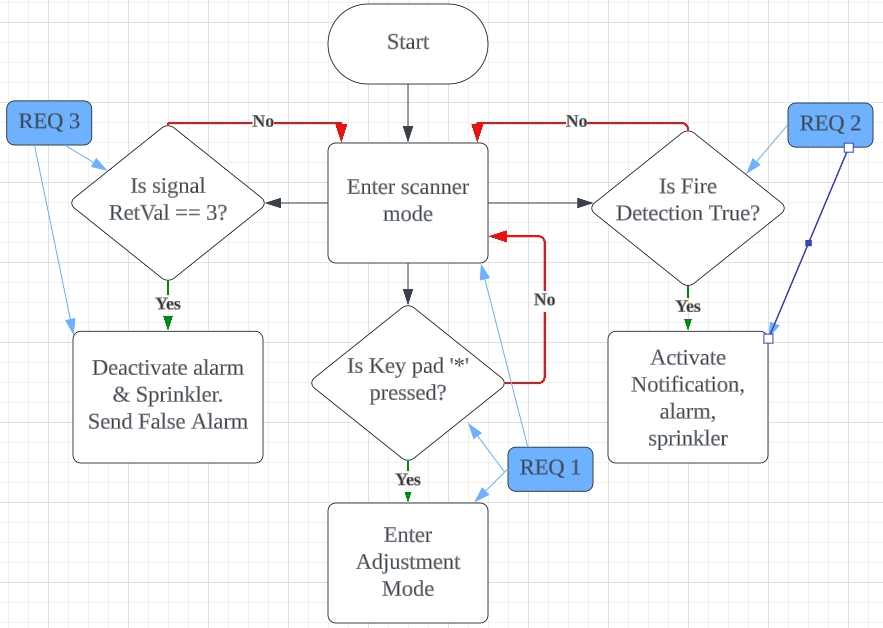 Start
REQ 3
No
No
REQ 2
Is signal
RetVal == 3?
Enter scanner
mode
Is Fire
Detection True?
Yes
No
Yes
Deactivate alarm
& Sprinkler.
Send False Alarm
Is Key pad '*'
pressed?
Activate
Notification,
alarm,
sprinkler
Yes
REQ 1
Enter
Adjustment
Mode